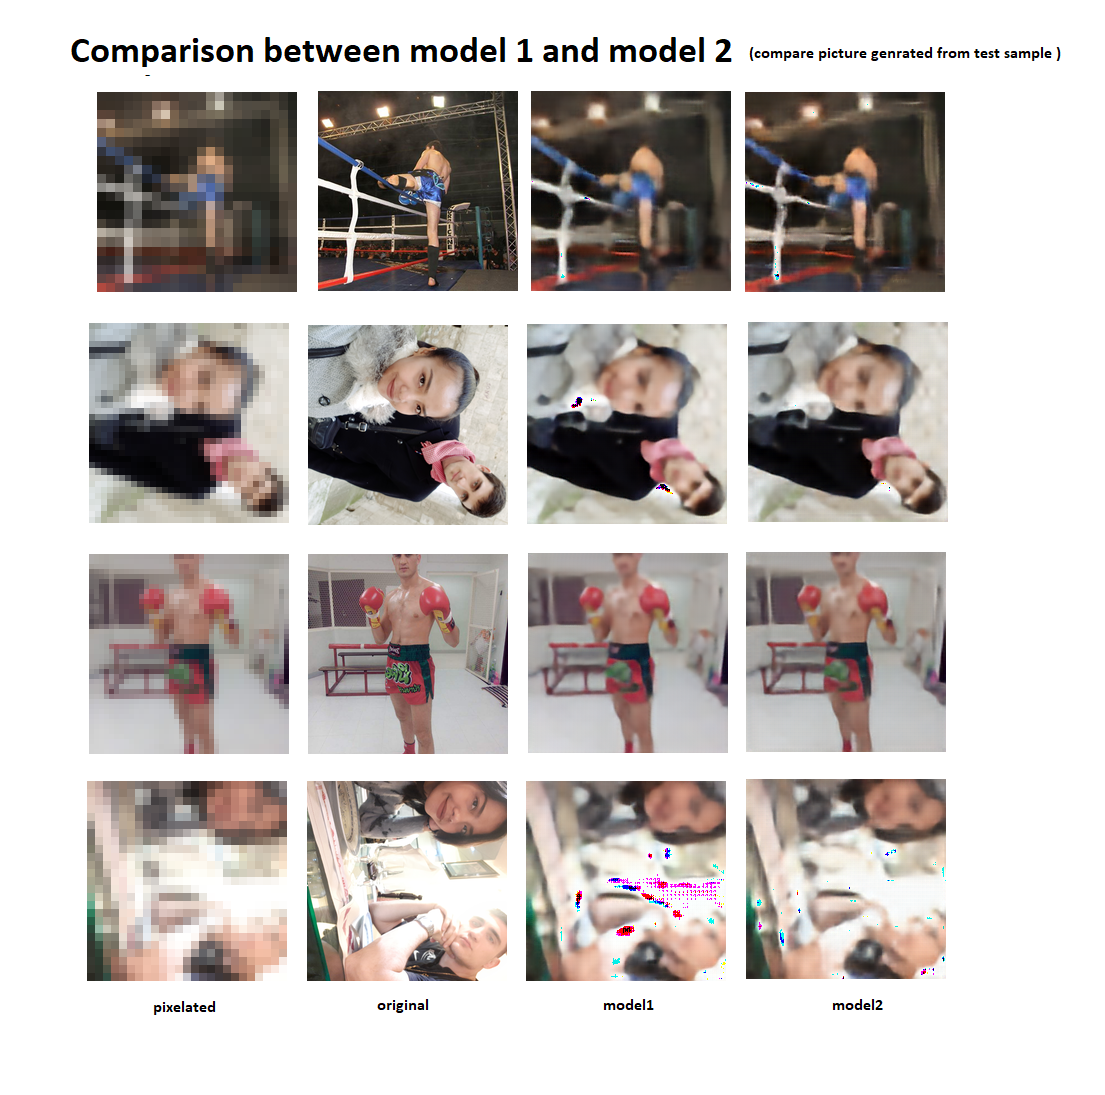 Comparison between model 1 and model 2 (compare picture genrated from test sample )
pixelated
original
model1
model2